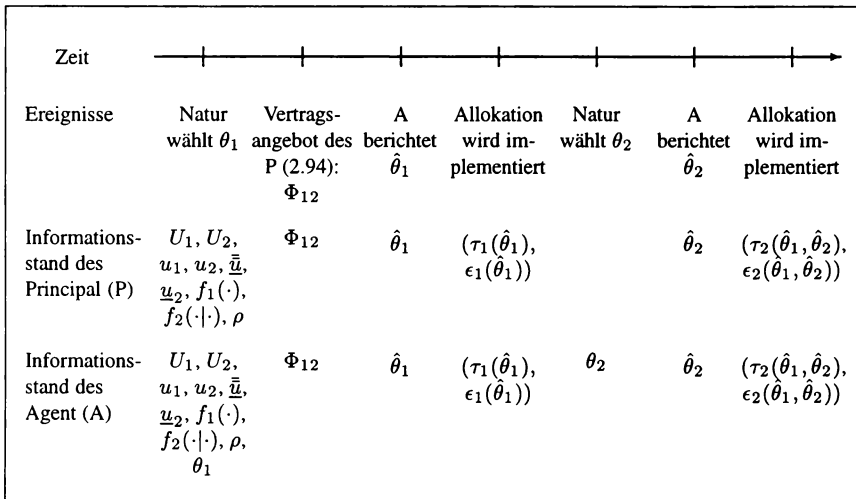 Zeit
Ereignisse Natur Vertrags- A Allokation Natur A Allokation
wählt θ₁ angebot des berichtet wird im- wählt θ₂ berichtet wird im-
P (2.94): θ̂₁ plementiert θ̂₂ plementiert
Φ₁₂
Informations- U₁, U₂, Φ₁₂ θ̂₁ (τ₁(θ̂₁), θ̂₂ (τ₂(θ̂₁, θ̂₂),
stand des u₁, u₂, u̲̿, ϵ₁(θ̂₁)) ϵ₂(θ̂₁, θ̂₂))
Principal (P) u̲₂, f₁(·),
f₂(·|·), ρ
Informations- U₁, U₂, Φ₁₂ θ̂₁ (τ₁(θ̂₁), θ₂ θ̂₂ (τ₂(θ̂₁, θ̂₂),
stand des u₁, u₂, u̲̿, ϵ₁(θ̂₁)) ϵ₂(θ̂₁, θ̂₂))
Agent (A) u̲₂, f₁(·),
f₂(·|·), ρ,
θ₁